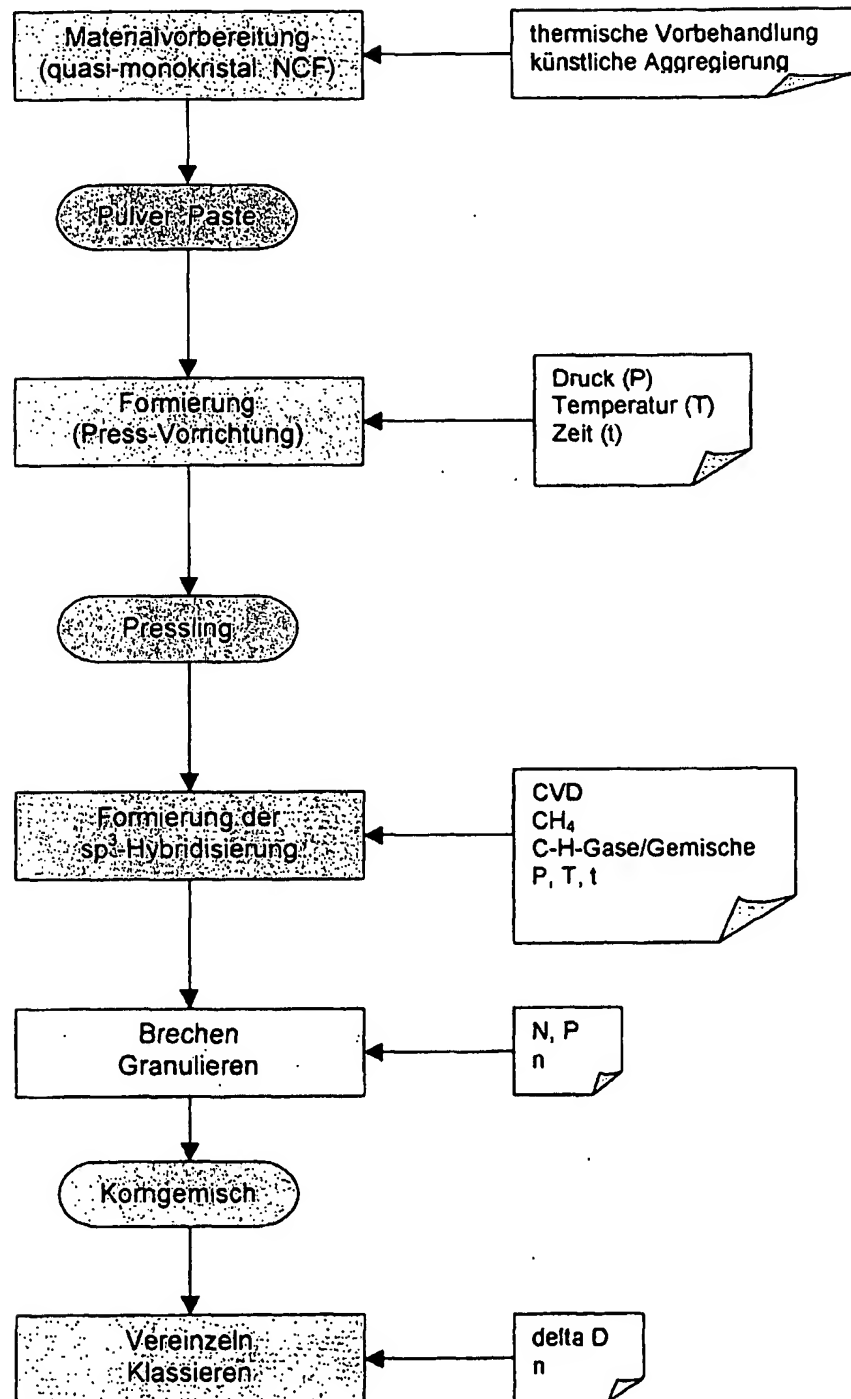 Materialvorbereitung
(quasi-monokristal. NCF)
thermische Vorbehandlung
künstliche Aggregierung
Pulver, Paste
Formierung
(Press-Vorrichtung)
Druck (P)
Temperatur (T)
Zeit (t)
Pressling
Formierung der
sp³-Hybridisierung
CVD
CH₄
C-H-Gase/Gemische
P, T, t
Brechen
Granulieren
N, P
n
Korngemisch
Vereinzeln,
Klassieren
delta D
n